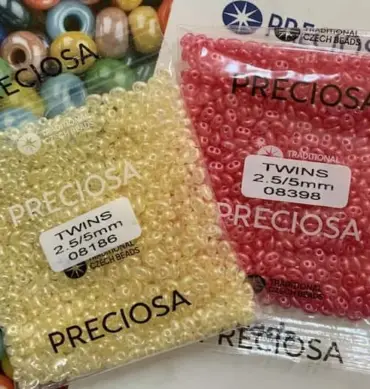 PRECIOSA
TRADITIONAL
CZECH BEADS
PRECIOSA
TRADITIONAL
PRECIOSA
TWINS
2.5/5mm
08398
PRECIOSA
TWINS
2.5/5mm
08186
PRECIOSA
TRADITIONAL
CZECH BEADS
TRADITIONAL
CZECH BEADS
PRECIOSA
PRECIOSA